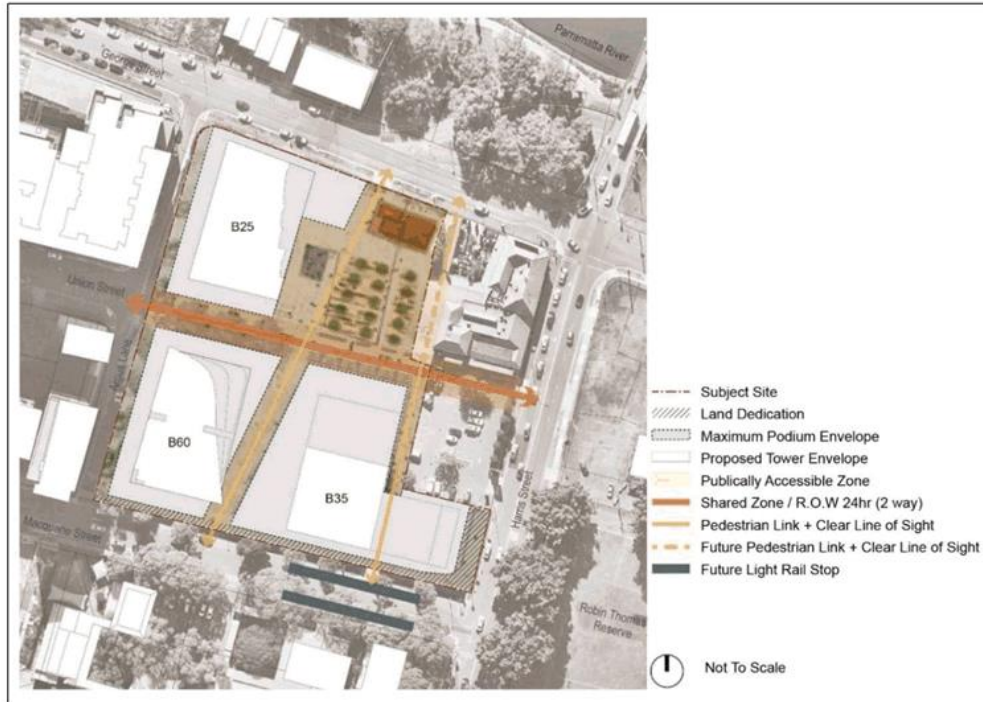 Parramatta River
George Street
B25
Union Street
B60
B35
Macquarie Street
Harris Street
Robin Thomas
Reserve
Subject Site
Land Dedication
Maximum Podium Envelope
Proposed Tower Envelope
Publically Accessible Zone
Shared Zone / R.O.W 24hr (2 way)
Pedestrian Link + Clear Line of Sight
Future Pedestrian Link + Clear Line of Sight
Future Light Rail Stop
Not To Scale